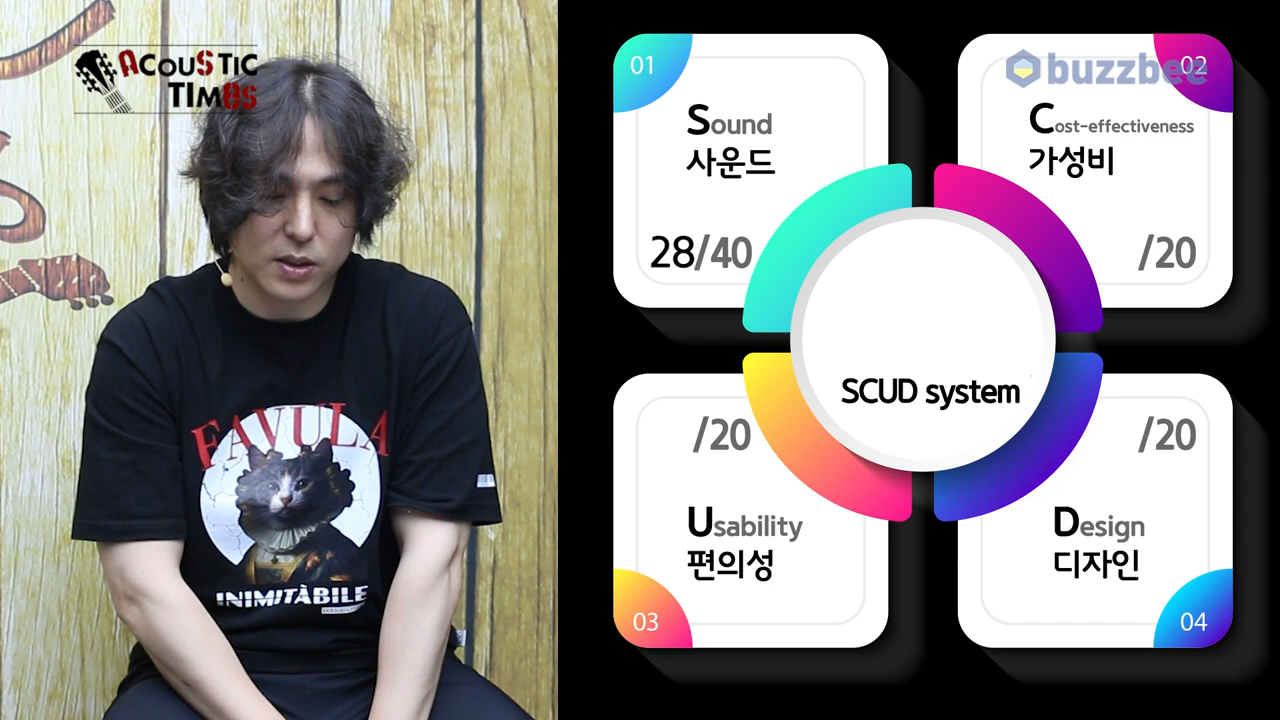 ACOUSTIC
TIMES
FAVULA
INIMITÀBILE
01
Sound
사운드
28/40
buzzbee
02
Cost-effectiveness
가성비
/20
SCUD system
/20
Usability
편의성
03
/20
Design
디자인
04